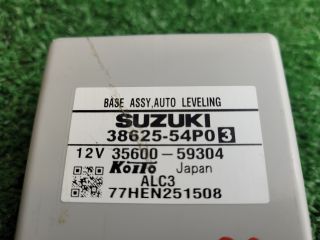 BASE ASSY,AUTO LEVELING
SUZUKI
38625-54P0 3
12V 35600-59304
Koito Japan
ALC3
77HEN251508